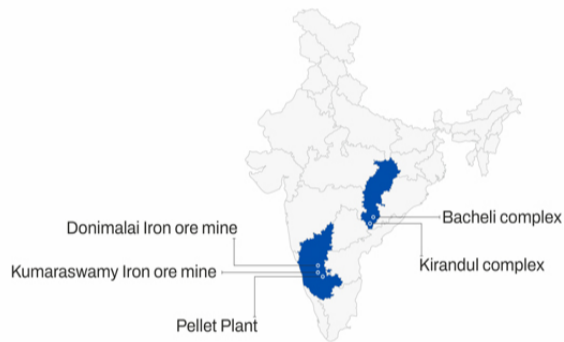 Bacheli complex
Donimalai Iron ore mine
Kirandul complex
Kumaraswamy Iron ore mine
Pellet Plant